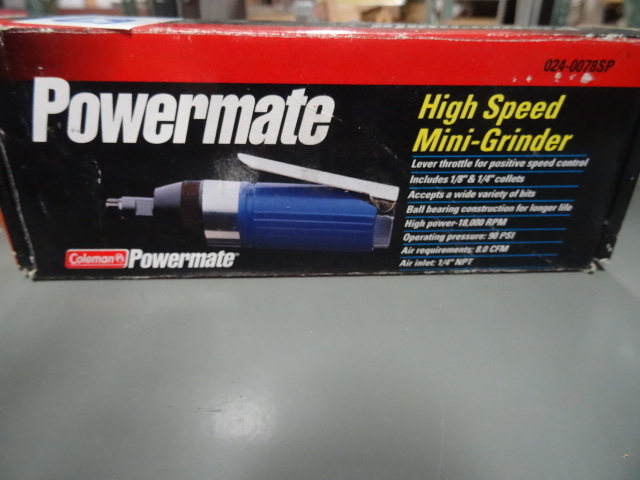 024-0078SP
Powermate
High Speed
Mini-Grinder
Lever throttle for positive speed control
Includes 1/8" & 1/4" collets
Accepts a wide variety of bits
Ball bearing construction for longer life
High power-18,000 RPM
Operating pressure: 90 PSI
Air requirements: 8.0 CFM
Air inlet: 1/4" NPT
Coleman Powermate